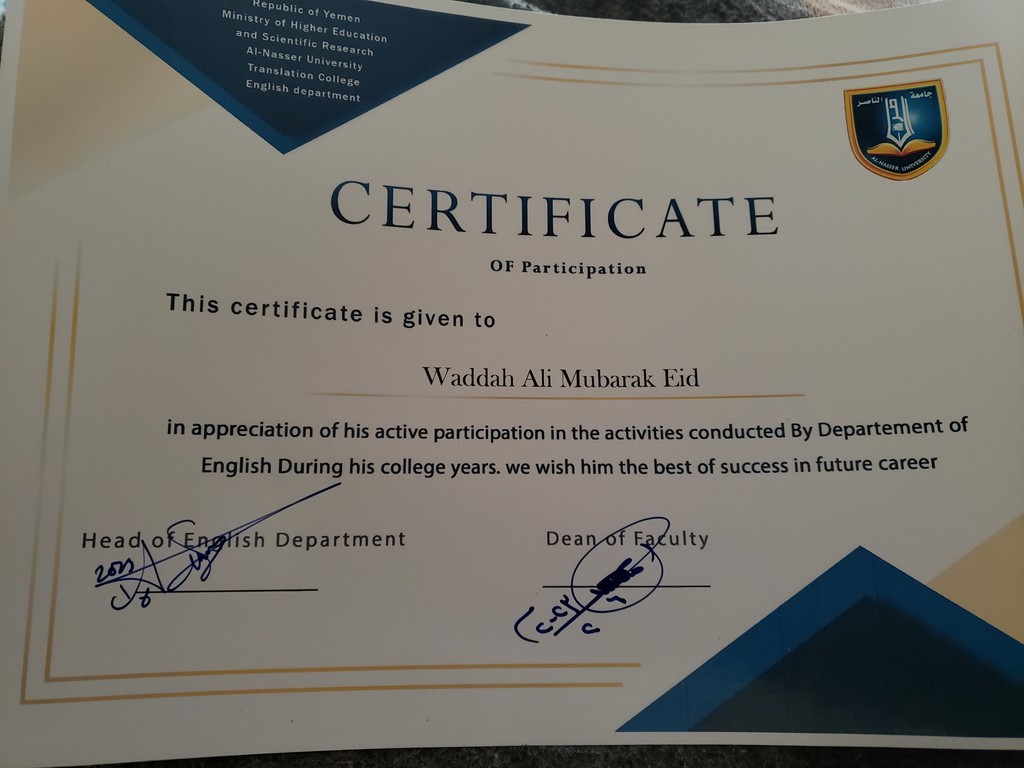 Republic of Yemen
Ministry of Higher Education
and Scientific Research
Al-Nasser University
Translation College
English department
جامعة الناصر
AL-NASSER UNIVERSITY
CERTIFICATE
OF Participation
This certificate is given to
Waddah Ali Mubarak Eid
in appreciation of his active participation in the activities conducted By Departement of
English During his college years. we wish him the best of success in future career
Head of English Department
Dean of Faculty
2023